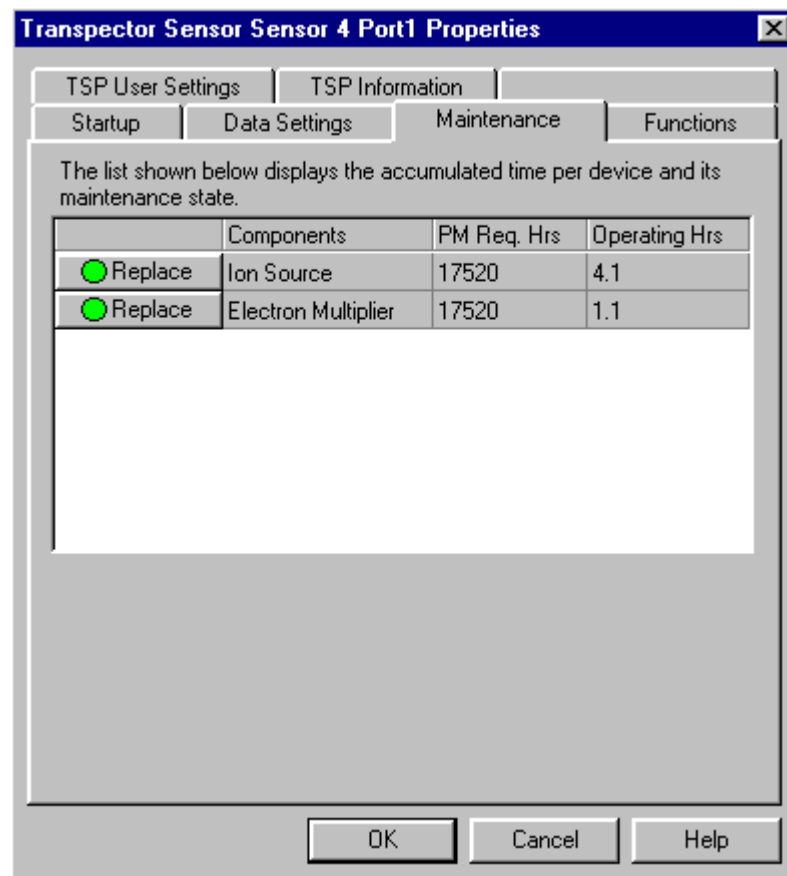 Transpector Sensor Sensor 4 Port1 Properties
TSP User Settings TSP Information
Startup Data Settings Maintenance Functions
The list shown below displays the accumulated time per device and its
maintenance state.
Components PM Req. Hrs Operating Hrs
Replace Ion Source 17520 4.1
Replace Electron Multiplier 17520 1.1
OK Cancel Help